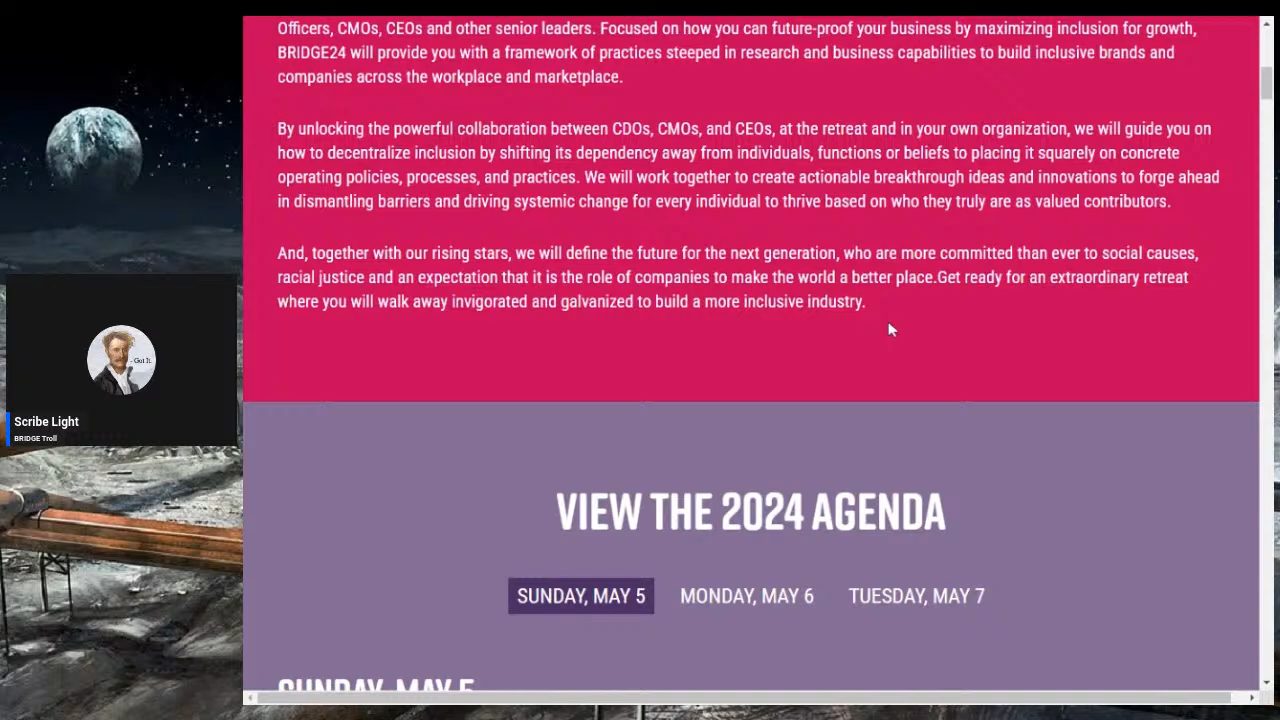 Officers, CMOs, CEOs and other senior leaders. Focused on how you can future-proof your business by maximizing inclusion for growth,
BRIDGE24 will provide you with a framework of practices steeped in research and business capabilities to build inclusive brands and
companies across the workplace and marketplace.
By unlocking the powerful collaboration between CDOs, CMOs, and CEOs, at the retreat and in your own organization, we will guide you on
how to decentralize inclusion by shifting its dependency away from individuals, functions or beliefs to placing it squarely on concrete
operating policies, processes, and practices. We will work together to create actionable breakthrough ideas and innovations to forge ahead
in dismantling barriers and driving systemic change for every individual to thrive based on who they truly are as valued contributors.
And, together with our rising stars, we will define the future for the next generation, who are more committed than ever to social causes,
racial justice and an expectation that it is the role of companies to make the world a better place.Get ready for an extraordinary retreat
where you will walk away invigorated and galvanized to build a more inclusive industry.
- Got It.
Scribe Light
BRIDGE Troll
VIEW THE 2024 AGENDA
SUNDAY, MAY 5 MONDAY, MAY 6 TUESDAY, MAY 7
SUNDAY, MAY 5